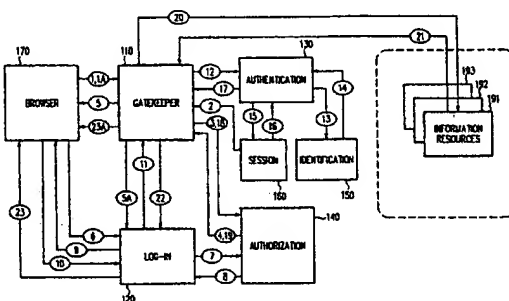 20
170
110
130
21
193
192
191
BROWSER
1,1A
5
23A
GATEKEEPER
12
17
2
3,18
AUTHENTICATION
14
15
16
13
INFORMATION
RESOURCES
SESSION
IDENTIFICATION
160
150
11
5A
22
140
23
6
9
10
LOG-IN
4,19
7
8
AUTHORIZATION
120